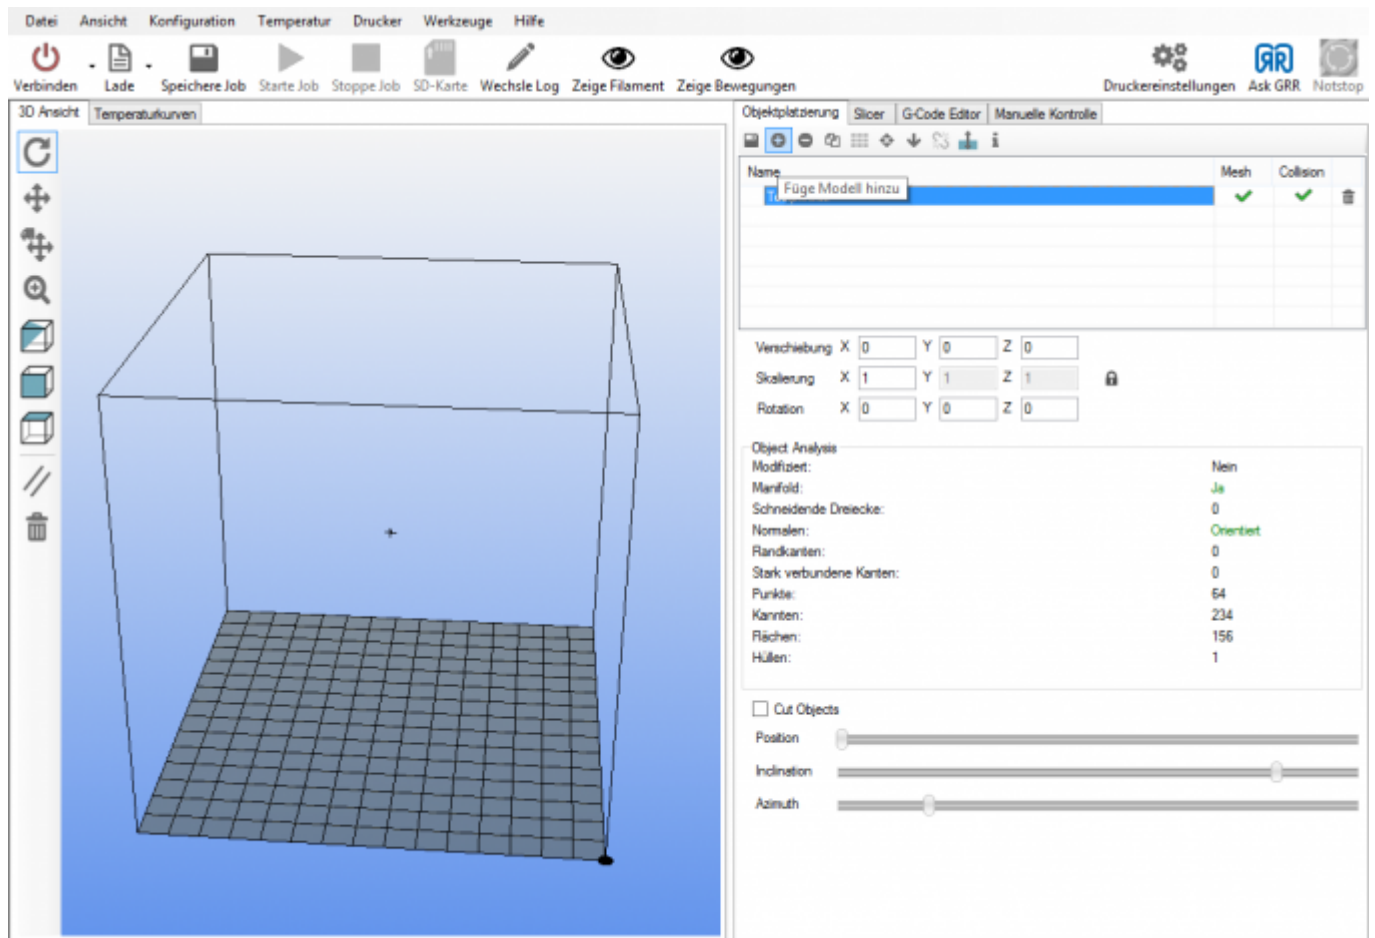 Datei Ansicht Konfiguration Temperatur Drucker Werkzeuge Hilfe
Verbinden Lade Speichere Job Starte Job Stoppe Job SD-Karte Wechsle Log Zeige Filament Zeige Bewegungen Druckereinstellungen Ask GRR Notstop
3D Ansicht Temperaturkurven
Objektplatzierung Slicer G-Code Editor Manuelle Kontrolle
Name Mesh Collision
Füge Modell hinzu
Verschiebung X 0 Y 0 Z 0
Skalierung X 1 Y 1 Z 1
Rotation X 0 Y 0 Z 0
Object Analysis
Modifiziert: Nein
Manifold: Ja
Schneidende Dreiecke: 0
Normalen: Orientiert
Randkanten: 0
Stark verbundene Kanten: 0
Punkte: 64
Kannten: 234
Flächen: 156
Hüllen: 1
Cut Objects
Position
Inclination
Azimuth